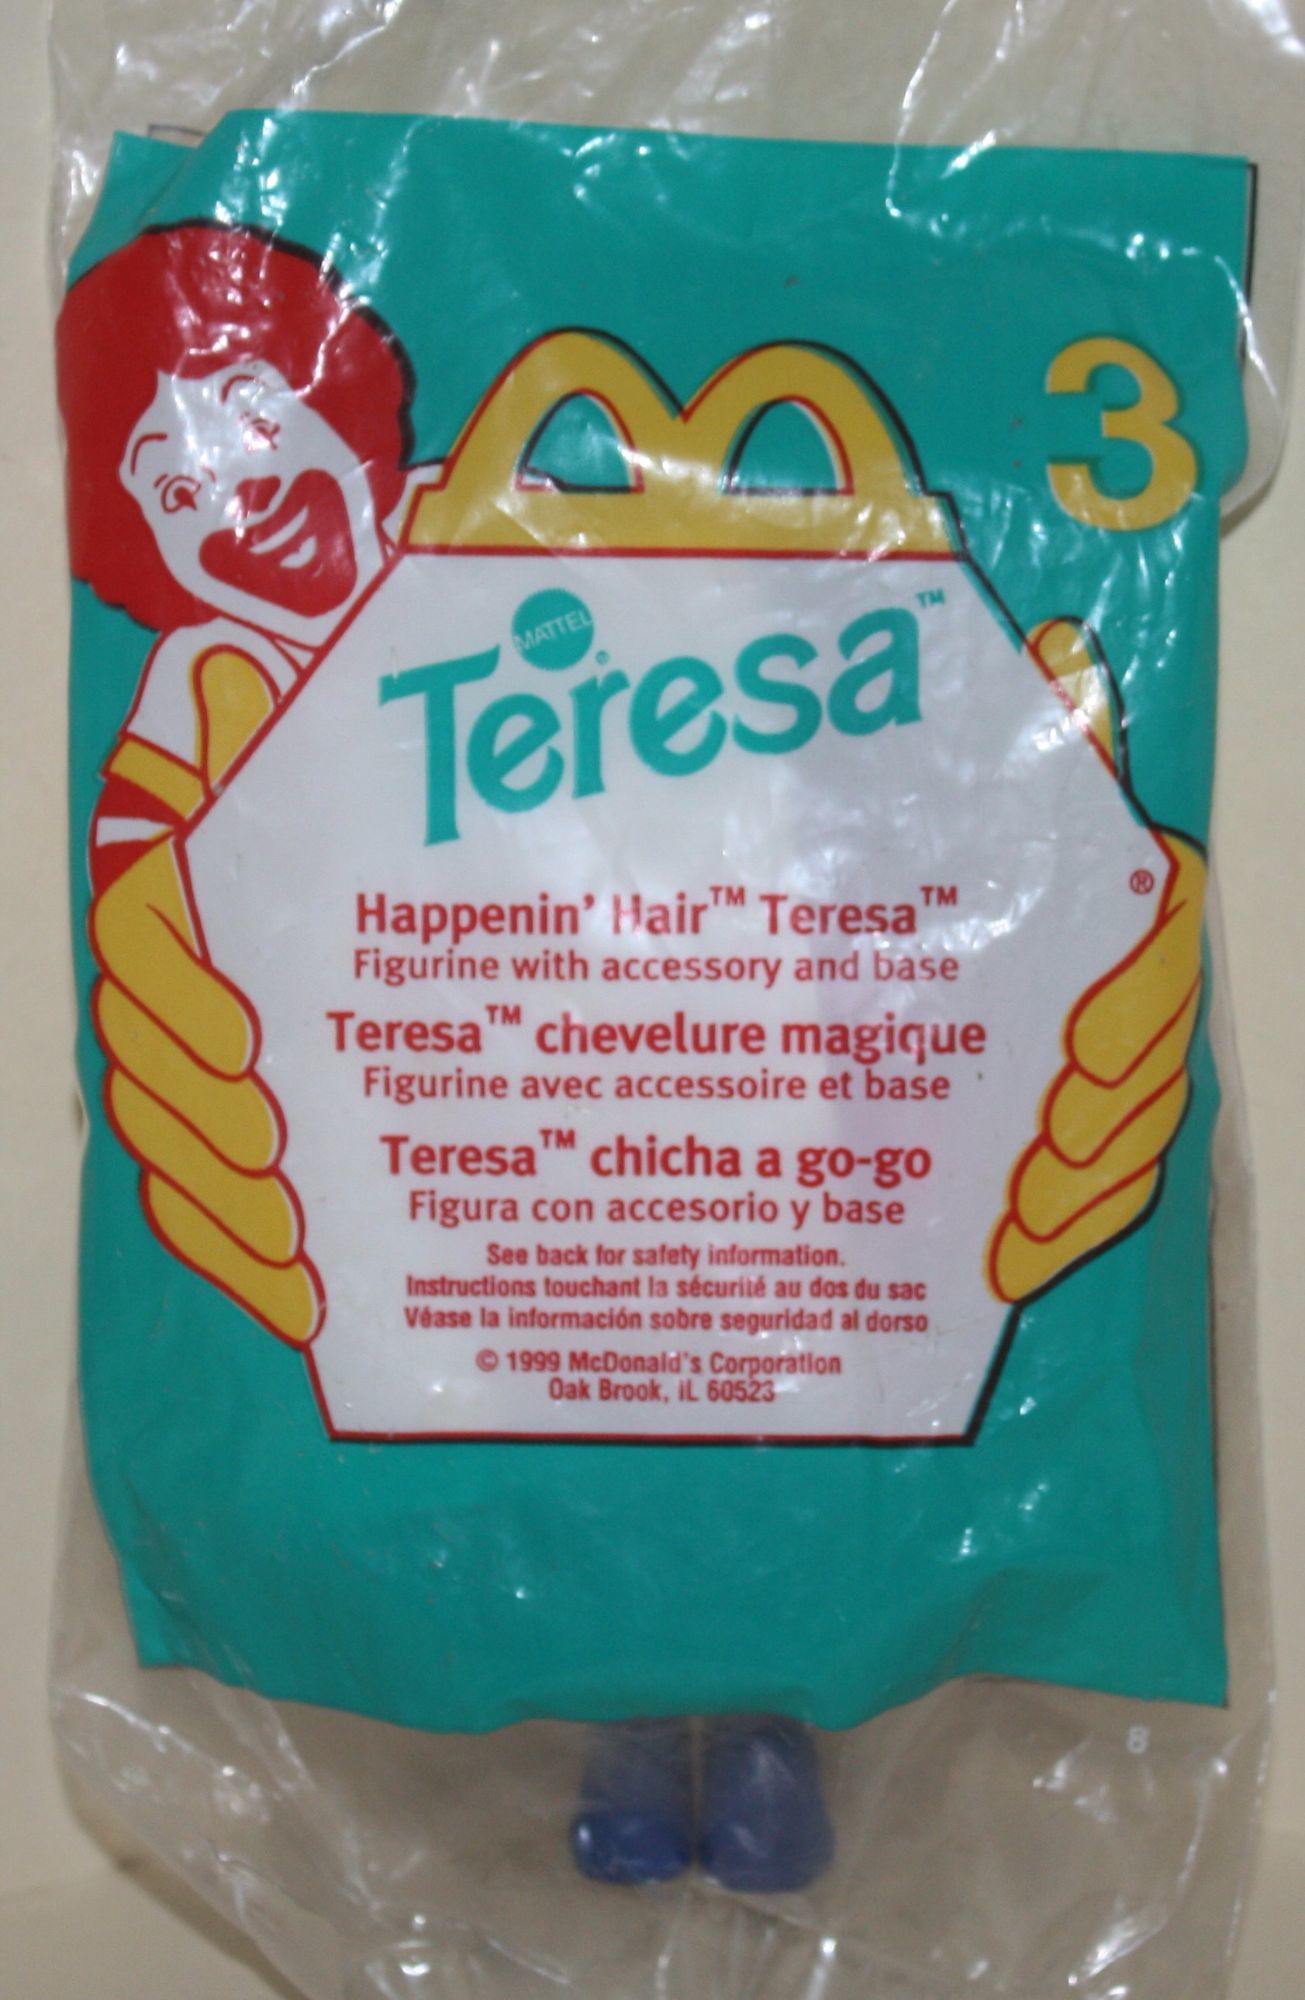 3
MATTEL
®
Teresa™
®
Happenin' Hair™ Teresa™
Figurine with accessory and base
Teresa™ chevelure magique
Figurine avec accessoire et base
Teresa™ chicha a go-go
Figura con accesorio y base
See back for safety information.
Instructions touchant la sécurité au dos du sac
Véase la información sobre seguridad al dorso
© 1999 McDonald's Corporation
Oak Brook, IL 60523
8